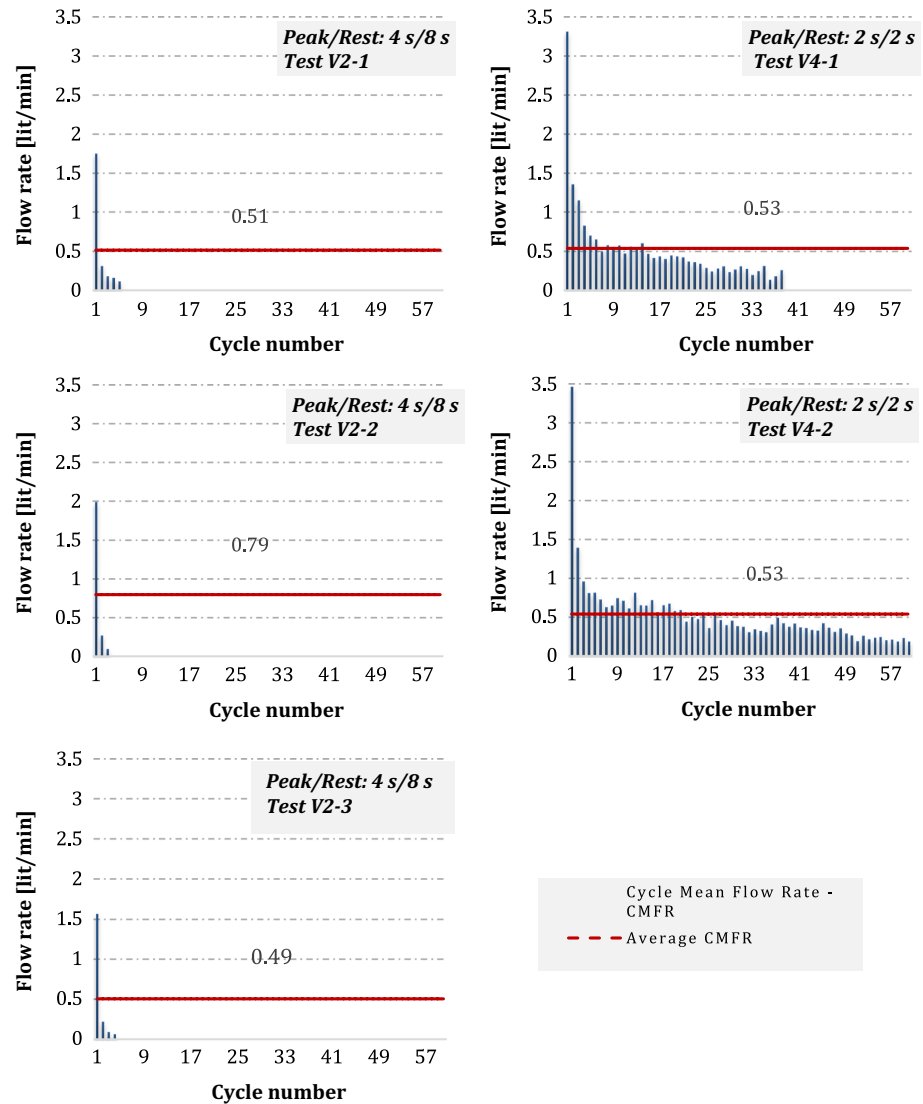 Peak/Rest: 4 s/8 s
Test V2-1
Flow rate [lit/min]
3.5
3
2.5
2
1.5
1
0.5
0
0.51
1 9 17 25 33 41 49 57
Cycle number
Peak/Rest: 2 s/2 s
Test V4-1
Flow rate [lit/min]
3.5
3
2.5
2
1.5
1
0.5
0
0.53
1 9 17 25 33 41 49 57
Cycle number
Peak/Rest: 4 s/8 s
Test V2-2
Flow rate [lit/min]
3.5
3
2.5
2
1.5
1
0.5
0
0.79
1 9 17 25 33 41 49 57
Cycle number
Peak/Rest: 2 s/2 s
Test V4-2
Flow rate [lit/min]
3.5
3
2.5
2
1.5
1
0.5
0
0.53
1 9 17 25 33 41 49 57
Cycle number
Peak/Rest: 4 s/8 s
Test V2-3
Flow rate [lit/min]
3.5
3
2.5
2
1.5
1
0.5
0
0.49
1 9 17 25 33 41 49 57
Cycle number
Cycle Mean Flow Rate -
CMFR
Average CMFR